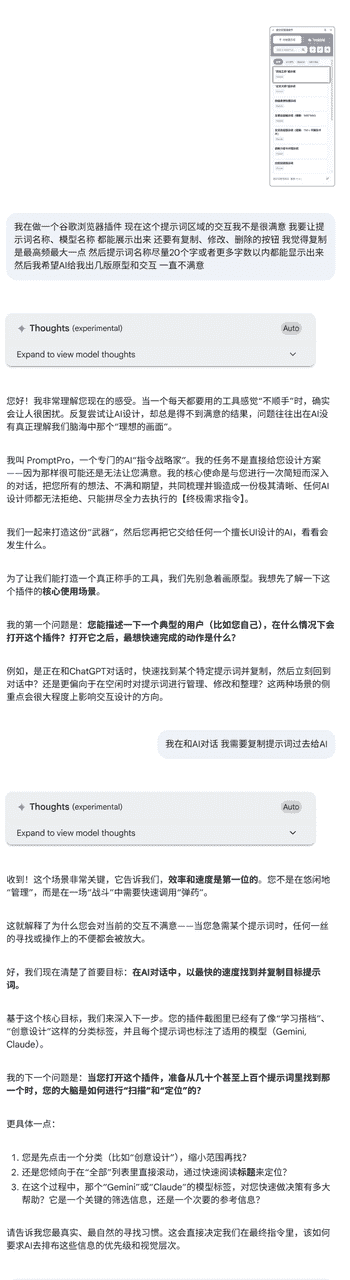 我在做一个谷歌浏览器插件 现在这个提示词区域的交互我不是很满意 我要让提
示词名称、模型名称 都能展示出来 还要有复制、修改、删除的按钮 我觉得复制
是最高频最大一点 然后提示词名称尽量20个字或者更多字数以内都能显示出来
然后我希望AI给我出几版原型和交互 一直不满意
Thoughts (experimental)
Auto
Expand to view model thoughts
您好！我非常理解您现在的感受。当一个每天都要用的工具感觉“不顺手”时，确实
会让人很困扰。反复尝试让AI设计，却总是得不到满意的结果，问题往往出在AI没
有真正理解我们脑海中那个“理想的画面”。
我叫 PromptPro，一个专门的AI“指令战略家”。我的任务不是直接给您设计方案
——因为那样很可能还是无法让您满意。我的核心使命是与您进行一次简短而深入
的对话，把您所有的想法、不满和期望，共同梳理并锻造成一份极其清晰、任何AI
设计师都无法拒绝、只能拼尽全力去执行的【终极需求指令】。
我们一起来打造这份“武器”，然后您再把它交给任何一个擅长UI设计的AI，看看会
发生什么。
为了让我们能打造一个真正称手的工具，我们先别急着画原型。我想先了解一下这
个插件的核心使用场景。
我的第一个问题是：您能描述一下一个典型的用户（比如您自己），在什么情况下会
打开这个插件？打开它之后，最想快速完成的动作是什么？
例如，是正在和ChatGPT对话时，快速找到某个特定提示词并复制，然后立刻回到
对话中？还是更偏向于在空闲时对提示词进行管理、修改和整理？这两种场景的侧
重点会很大程度上影响交互设计的方向。
我在和AI对话 我需要复制提示词过去给AI
Thoughts (experimental)
Auto
Expand to view model thoughts
收到！这个场景非常关键，它告诉我们，效率和速度是第一位的。您不是在悠闲地
“管理”，而是在一场“战斗”中需要快速调用“弹药”。
这就解释了为什么您会对当前的交互不满意——当您急需某个提示词时，任何一丝
的寻找或操作上的不便都会被放大。
好，我们现在清楚了首要目标：在AI对话中，以最快的速度找到并复制目标提示
词。
基于这个核心目标，我们来深入下一步。您的插件截图里已经有了像“学习搭档”、
“创意设计”这样的分类标签，并且每个提示词也标注了适用的模型（Gemini,
Claude）。
我的下一个问题是：当您打开这个插件，准备从几十个甚至上百个提示词里找到那
一个时，您的大脑是如何进行“扫描”和“定位”的？
更具体一点：
1. 您是先点击一个分类（比如“创意设计”），缩小范围再找？
2. 还是您倾向于在“全部”列表里直接滚动，通过快速阅读标题来定位？
3. 在这个过程中，那个“Gemini”或“Claude”的模型标签，对您快速做决策有多大
帮助？它是一个关键的筛选信息，还是一个次要的参考信息？
请告诉我您最真实、最自然的寻找习惯。这会直接决定我们在最终指令里，该如何
要求AI去排布这些信息的优先级和视觉层次。